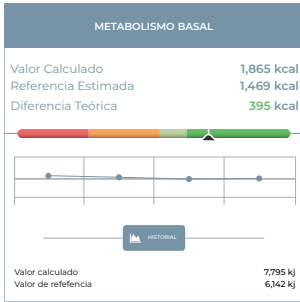 METABOLISMO BASAL
Valor Calculado 1,865 kcal
Referencia Estimada 1,469 kcal
Diferencia Teórica 395 kcal
HISTORIAL
Valor calculado 7,795 kj
Valor de refencia 6,142 kj